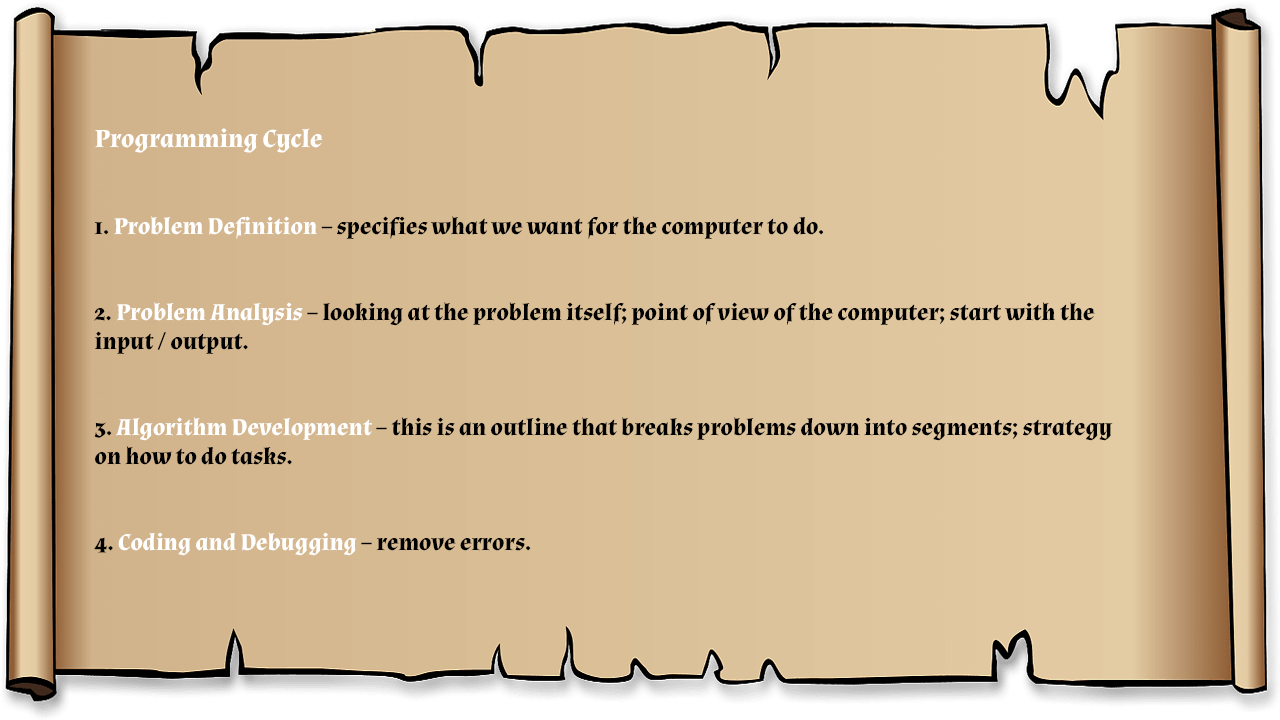 Programming Cycle
1. Problem Definition – specifies what we want for the computer to do.
2. Problem Analysis – looking at the problem itself; point of view of the computer; start with the
input / output.
3. Algorithm Development – this is an outline that breaks problems down into segments; strategy
on how to do tasks.
4. Coding and Debugging – remove errors.